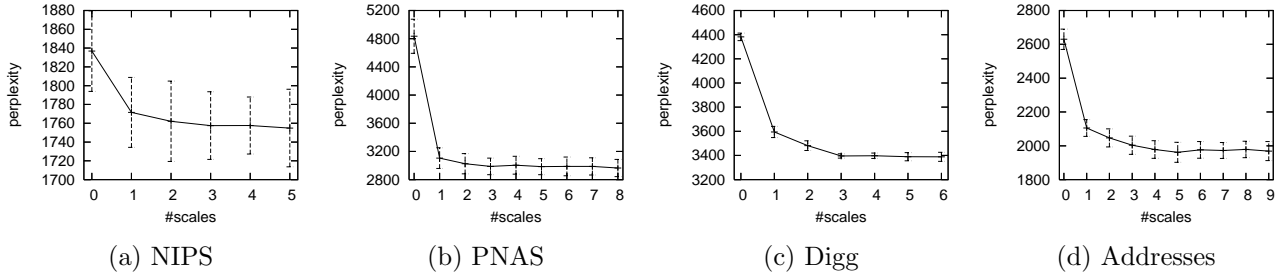 1880
1860
1840
1820
1800
1780
1760
1740
1720
1700
perplexity
0 1 2 3 4 5
#scales
(a) NIPS
5200
4800
4400
4000
3600
3200
2800
perplexity
0 1 2 3 4 5 6 7 8
#scales
(b) PNAS
4600
4400
4200
4000
3800
3600
3400
3200
perplexity
0 1 2 3 4 5 6
#scales
(c) Digg
2800
2600
2400
2200
2000
1800
perplexity
0 1 2 3 4 5 6 7 8 9
#scales
(d) Addresses